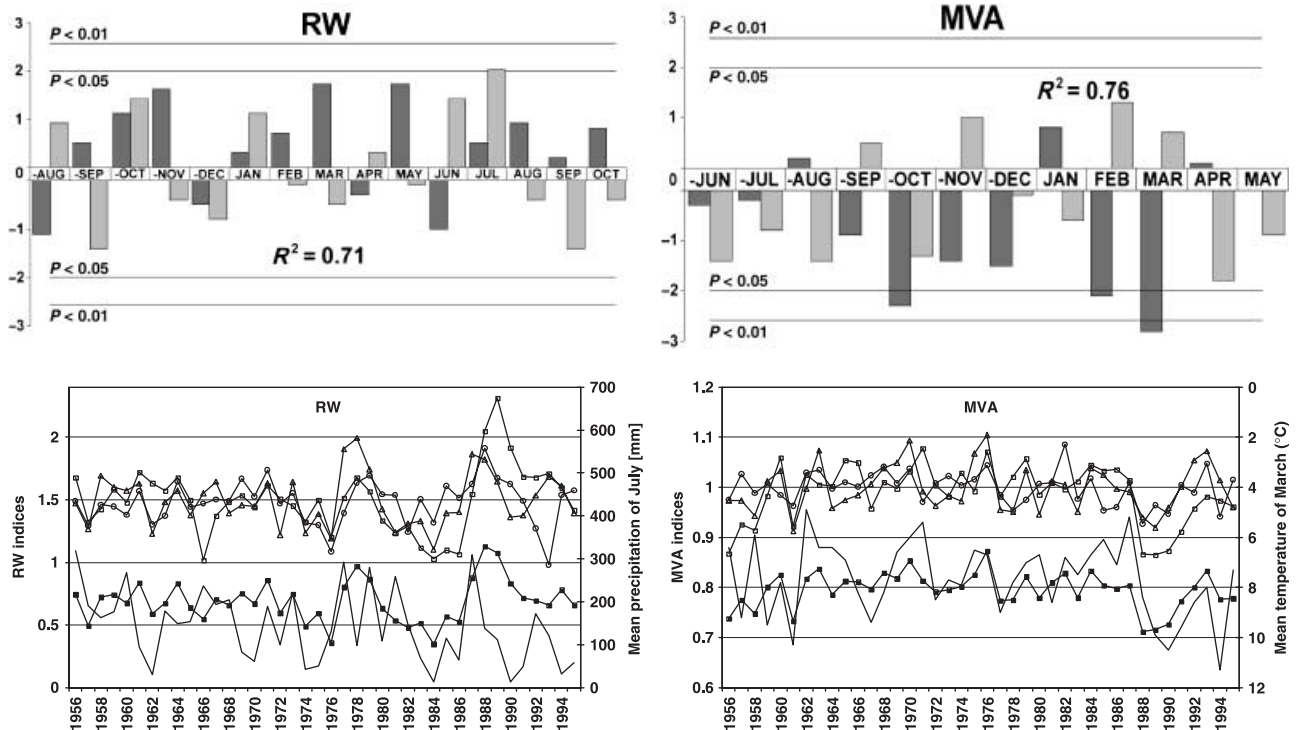 RW
3
P < 0.01
2
P < 0.05
1
0
-AUG -SEP -OCT -NOV -DEC JAN FEB MAR APR MAY JUN JUL AUG SEP OCT
–1
R² = 0.71
P < 0.05
–2
P < 0.01
–3
MVA
3
P < 0.01
2
P < 0.05
R² = 0.76
1
0
-JUN -JUL -AUG -SEP -OCT -NOV -DEC JAN FEB MAR APR MAY
–1
P < 0.05
–2
P < 0.01
–3
RW
RW indices
2
1.5
1
0.5
0
700
600
500
400
300
200
100
0
Mean precipitation of July [mm]
1956 1958 1960 1962 1964 1966 1968 1970 1972 1974 1976 1978 1980 1982 1984 1986 1988 1990 1992 1994
MVA
MVA indices
1.2
1.1
1.0
0.9
0.8
0.7
0.6
0
2
4
6
8
10
12
Mean temperature of March (°C)
1956 1958 1960 1962 1964 1966 1968 1970 1972 1974 1976 1978 1980 1982 1984 1986 1988 1990 1992 1994